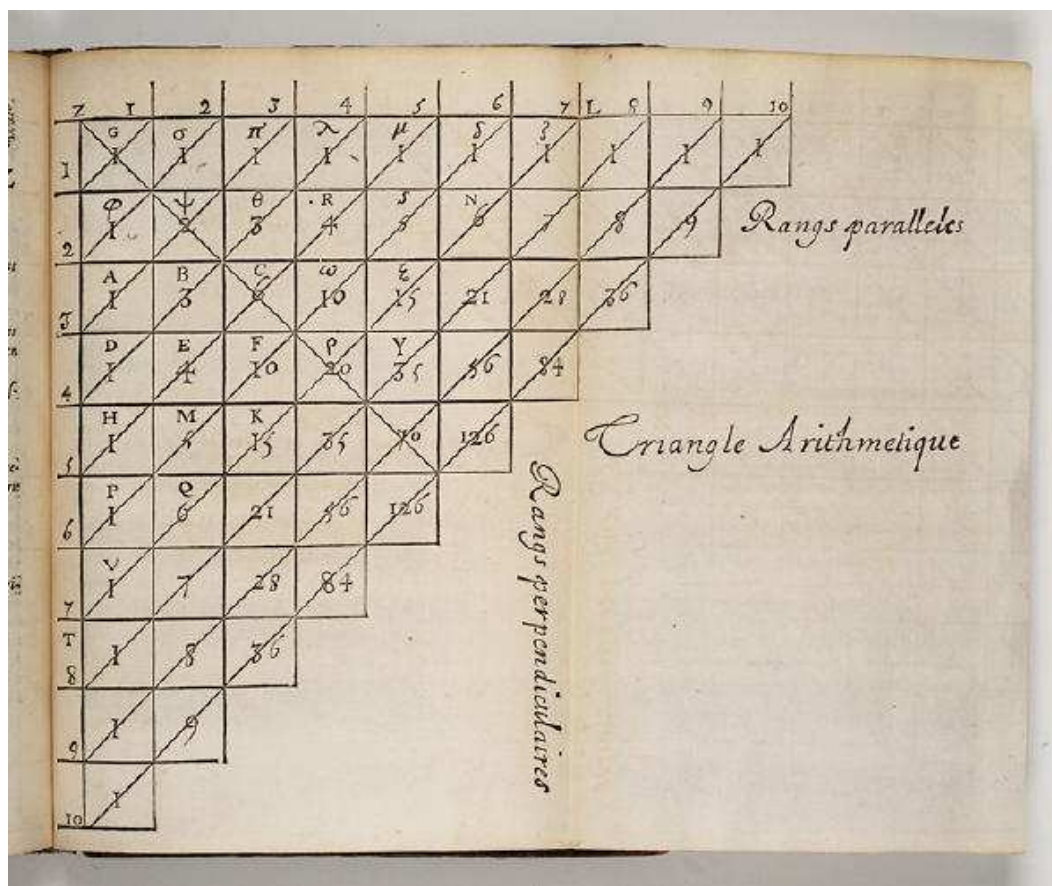 Z 1 2 3 4 5 6 7 L 8 9 10
G σ π λ μ δ ζ
1 1 1 1 1 1 1 1 1 1 1
φ ψ θ R S N
2 1 2 3 4 5 6 7 8 9
Rangs paralleles
A B C ω ξ
3 1 3 6 10 15 21 28 36
D E F ρ Y
4 1 4 10 20 35 56 84
H M K
5 1 5 15 35 70 126
Triangle Arithmetique
P Q
6 1 6 21 56 126
V
7 1 7 28 84
T
8 1 8 36
9 1 9
10 1
Rangs perpendiculaires